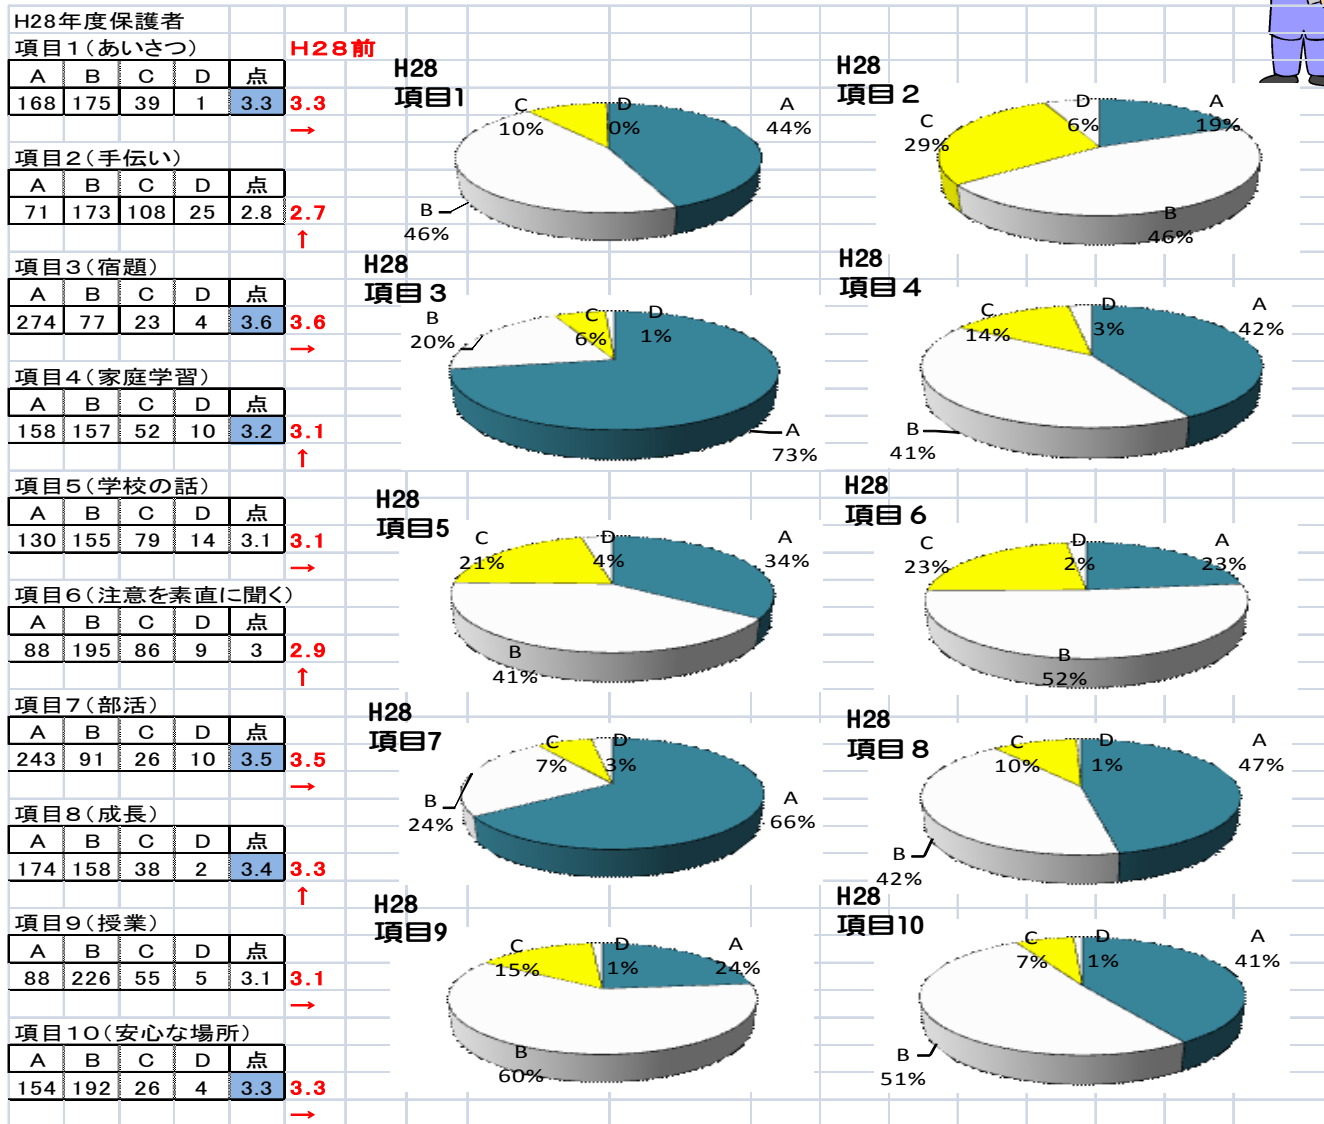 H28年度保護者
項目1(あいさつ) H28前
A B C D 点
168 175 39 1 3.3 3.3
→
項目2(手伝い)
A B C D 点
71 173 108 25 2.8 2.7
↑
項目3(宿題)
A B C D 点
274 77 23 4 3.6 3.6
→
項目4(家庭学習)
A B C D 点
158 157 52 10 3.2 3.1
↑
項目5(学校の話)
A B C D 点
130 155 79 14 3.1 3.1
→
項目6(注意を素直に聞く)
A B C D 点
88 195 86 9 3 2.9
↑
項目7(部活)
A B C D 点
243 91 26 10 3.5 3.5
→
項目8(成長)
A B C D 点
174 158 38 2 3.4 3.3
↑
項目9(授業)
A B C D 点
88 226 55 5 3.1 3.1
→
項目10(安心な場所)
A B C D 点
154 192 26 4 3.3 3.3
→
H28
項目1
C
10%
D
0%
A
44%
B
46%
H28
項目2
C
29%
D
6%
A
19%
B
46%
H28
項目3
B
20%
C
6%
D
1%
A
73%
H28
項目4
C
14%
D
3%
A
42%
B
41%
H28
項目5
C
21%
D
4%
A
34%
B
41%
H28
項目6
C
23%
D
2%
A
23%
B
52%
H28
項目7
C
7%
D
3%
B
24%
A
66%
H28
項目8
C
10%
D
1%
A
47%
B
42%
H28
項目9
C
15%
D
1%
A
24%
B
60%
H28
項目10
C
7%
D
1%
A
41%
B
51%